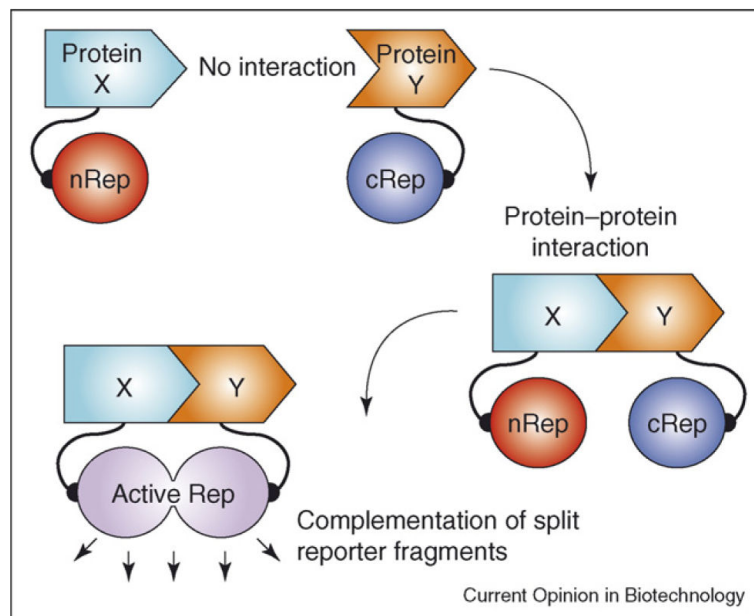 Protein
X
No interaction
Protein
Y
nRep
cRep
Protein–protein
interaction
X
Y
nRep
cRep
X
Y
Active Rep
Complementation of split
reporter fragments
Current Opinion in Biotechnology